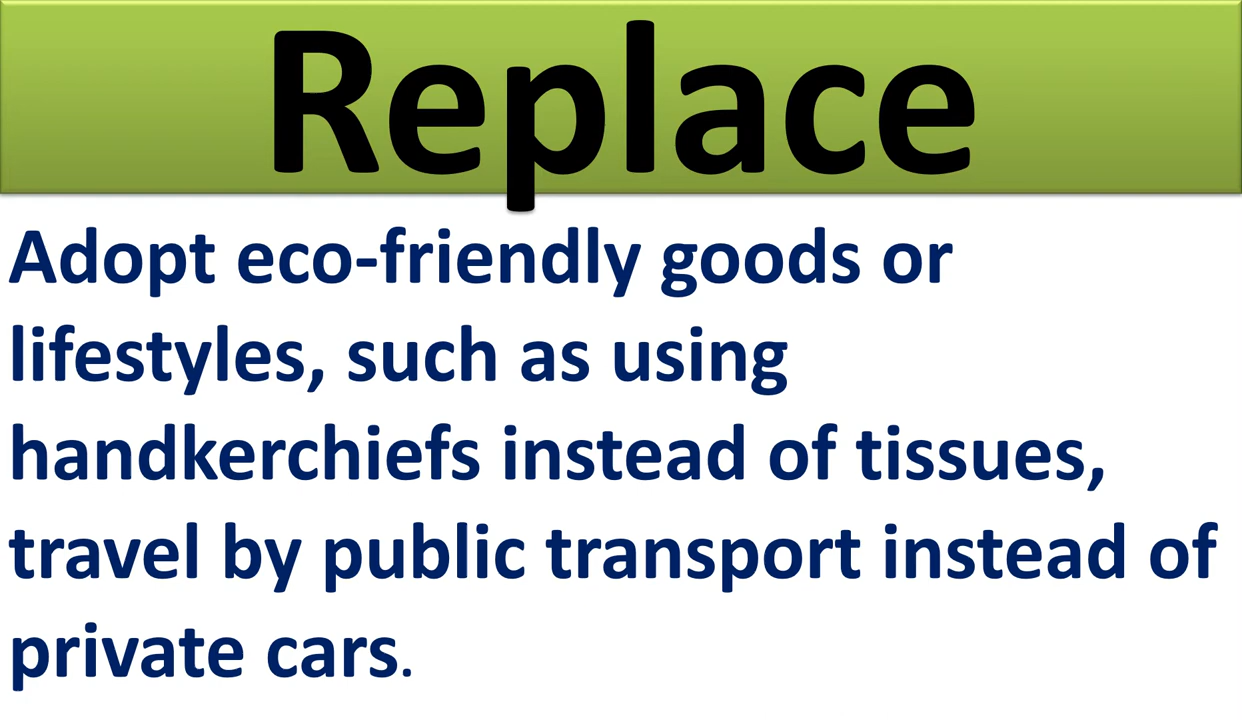 Replace
Adopt eco-friendly goods or
lifestyles, such as using
handkerchiefs instead of tissues,
travel by public transport instead of
private cars.